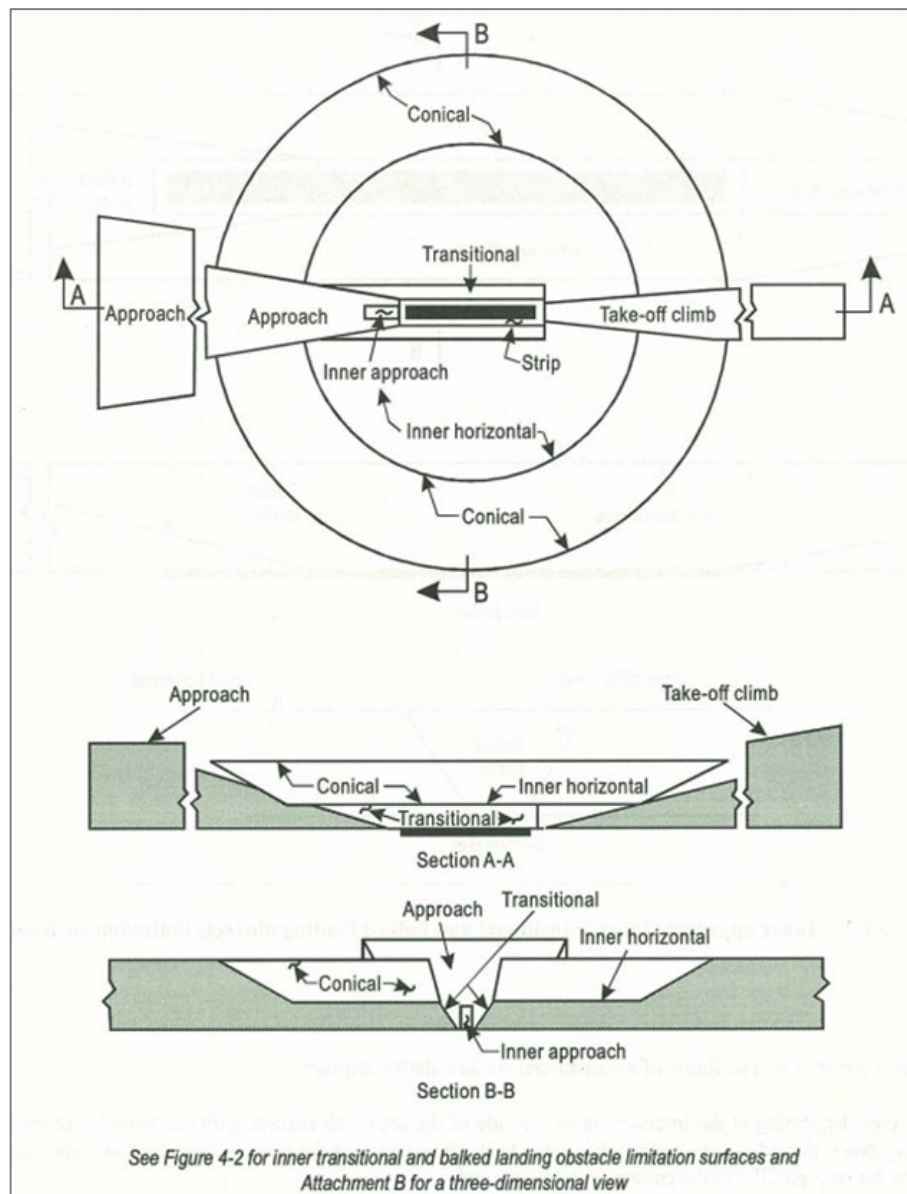 B
Conical
Transitional
A
Approach
Approach
Take-off climb
A
Inner approach
Strip
Inner horizontal
Conical
B
Approach
Take-off climb
Conical
Inner horizontal
Transitional
Section A-A
Transitional
Approach
Inner horizontal
Conical
Inner approach
Section B-B
See Figure 4-2 for inner transitional and balked landing obstacle limitation surfaces and
Attachment B for a three-dimensional view